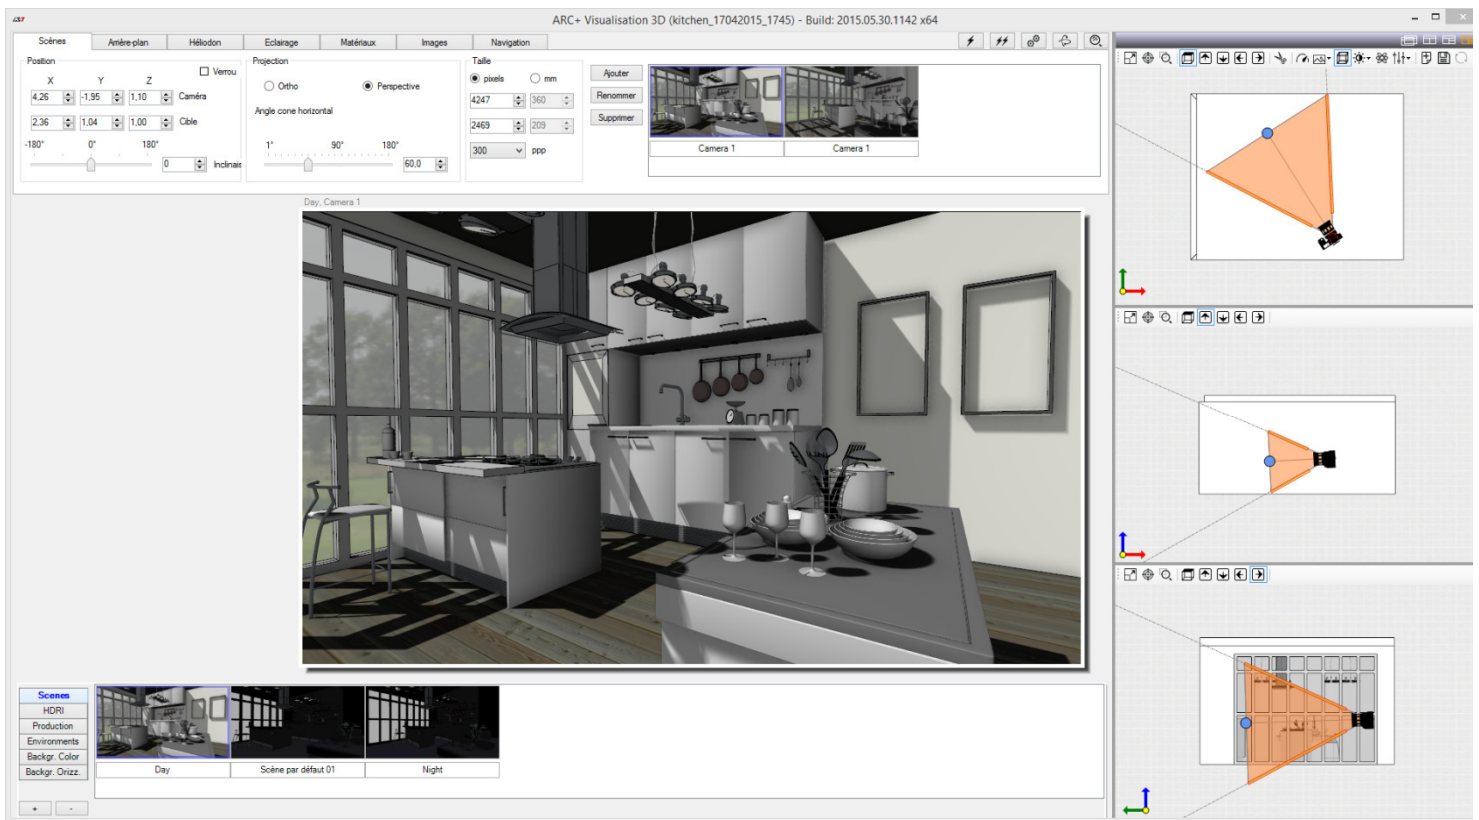 ARC+ Visualisation 3D (kitchen_17042015_1745) - Build: 2015.05.30.1142 x64
Scènes Arrière-plan Héliodon Eclairage Matériaux Images Navigation
Position Projection Taille
X Y Z Verrou
Ortho Perspective
pixels mm
Ajouter
4,26 -1,95 1,10 Caméra
4247 360
Renommer
Angle cone horizontal
2,36 1,04 1,00 Cible
2469 209
Supprimer
-180° 0° 180°
1° 90° 180°
300 ppp
Camera 1 Camera 1
0 Inclinais
60,0
Day, Camera 1
Scenes
HDRI
Production
Environments
Backgr. Color
Backgr. Orizz.
Day Scène par défaut 01 Night
+ -